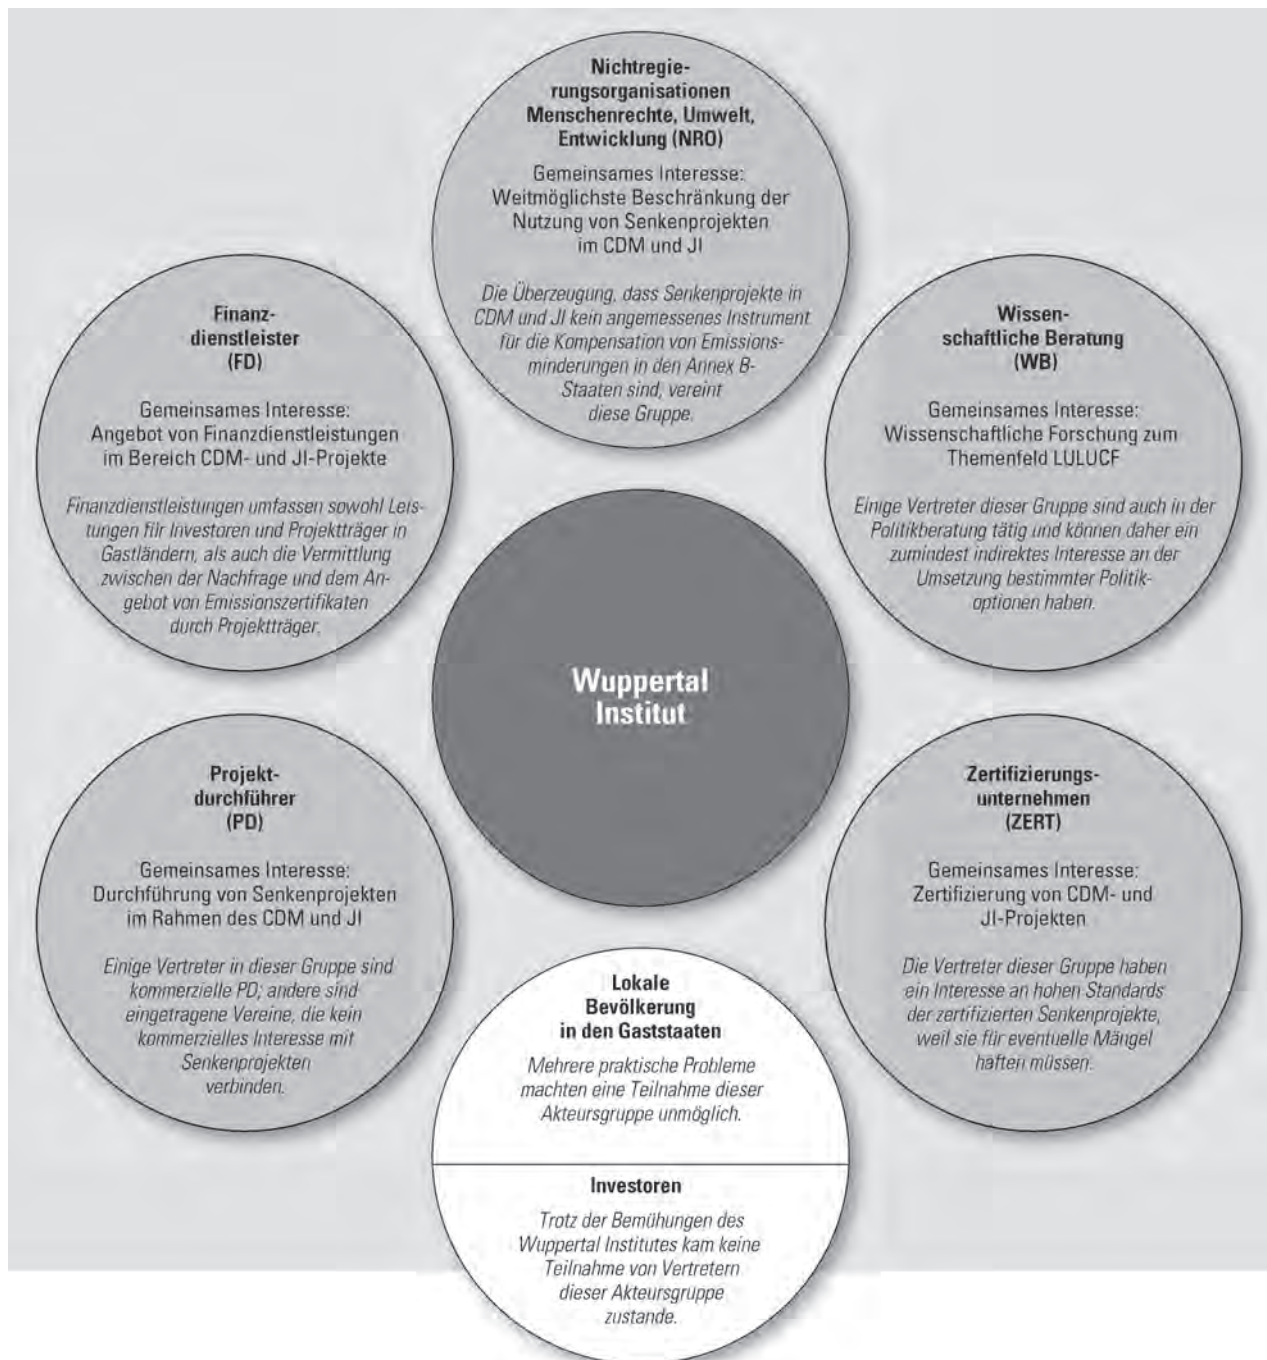 Nichtregie-
rungsorganisationen
Menschenrechte, Umwelt,
Entwicklung (NRO)
Gemeinsames Interesse:
Weitmöglichste Beschränkung der
Nutzung von Senkenprojekten
im CDM und JI
Die Überzeugung, dass Senkenprojekte in
CDM und JI kein angemessenes Instrument
für die Kompensation von Emissions-
minderungen in den Annex B-
Staaten sind, vereint
diese Gruppe.
Finanz-
dienstleister
(FD)
Gemeinsames Interesse:
Angebot von Finanzdienstleistungen
im Bereich CDM- und JI-Projekte
Finanzdienstleistungen umfassen sowohl Leis-
tungen für Investoren und Projektträger in
Gastländern, als auch die Vermittlung
zwischen der Nachfrage und dem An-
gebot von Emissionszertifikaten
durch Projektträger.
Wissen-
schaftliche Beratung
(WB)
Gemeinsames Interesse:
Wissenschaftliche Forschung zum
Themenfeld LULUCF
Einige Vertreter dieser Gruppe sind auch in der
Politikberatung tätig und können daher ein
zumindest indirektes Interesse an der
Umsetzung bestimmter Politik-
optionen haben.
Wuppertal
Institut
Projekt-
durchführer
(PD)
Gemeinsames Interesse:
Durchführung von Senkenprojekten
im Rahmen des CDM und JI
Einige Vertreter in dieser Gruppe sind
kommerzielle PD; andere sind
eingetragene Vereine, die kein
kommerzielles Interesse mit
Senkenprojekten
verbinden.
Zertifizierungs-
unternehmen
(ZERT)
Gemeinsames Interesse:
Zertifizierung von CDM- und
JI-Projekten
Die Vertreter dieser Gruppe haben
ein Interesse an hohen Standards
der zertifizierten Senkenprojekte,
weil sie für eventuelle Mängel
haften müssen.
Lokale
Bevölkerung
in den Gaststaaten
Mehrere praktische Probleme
machten eine Teilnahme dieser
Akteursgruppe unmöglich.
Investoren
Trotz der Bemühungen des
Wuppertal Institutes kam keine
Teilnahme von Vertretern
dieser Akteursgruppe
zustande.